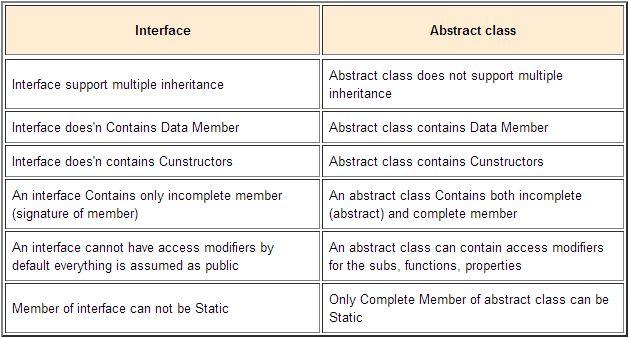 Interface
Abstract class
Interface support multiple inheritance
Abstract class does not support multiple
inheritance
Interface does'n Contains Data Member
Abstract class contains Data Member
Interface does'n contains Cunstructors
Abstract class contains Cunstructors
An interface Contains only incomplete member
(signature of member)
An abstract class Contains both incomplete
(abstract) and complete member
An interface cannot have access modifiers by
default everything is assumed as public
An abstract class can contain access modifiers
for the subs, functions, properties
Member of interface can not be Static
Only Complete Member of abstract class can be
Static